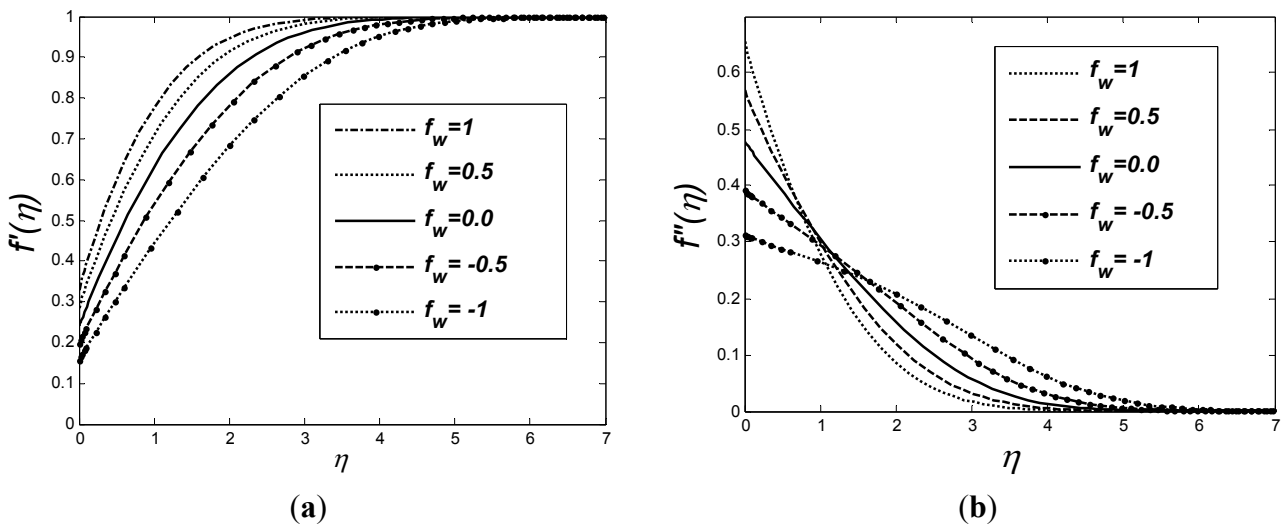 1
0.9
0.8
0.7
0.6
0.5
0.4
0.3
0.2
0.1
0
f'(η)
f_w=1
f_w=0.5
f_w=0.0
f_w= -0.5
f_w= -1
0 1 2 3 4 5 6 7
η
(a)
0.6
0.5
0.4
0.3
0.2
0.1
0
f''(η)
f_w=1
f_w=0.5
f_w=0.0
f_w= -0.5
f_w= -1
0 1 2 3 4 5 6 7
η
(b)